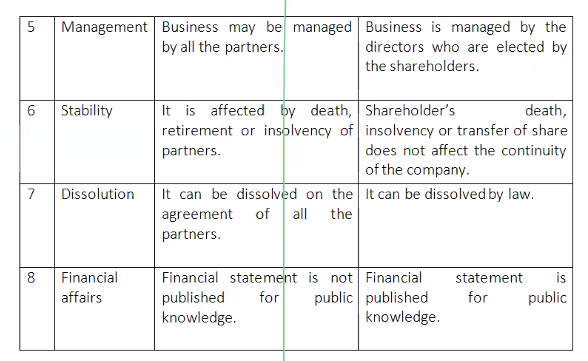 5 Management Business may be managed Business is managed by the
by all the partners. directors who are elected by
the shareholders.
6 Stability It is affected by death, Shareholder's death,
retirement or insolvency of insolvency or transfer of share
partners. does not affect the continuity
of the company.
7 Dissolution It can be dissolved on the It can be dissolved by law.
agreement of all the
partners.
8 Financial Financial statement is not Financial statement is
affairs published for public published for public
knowledge. knowledge.